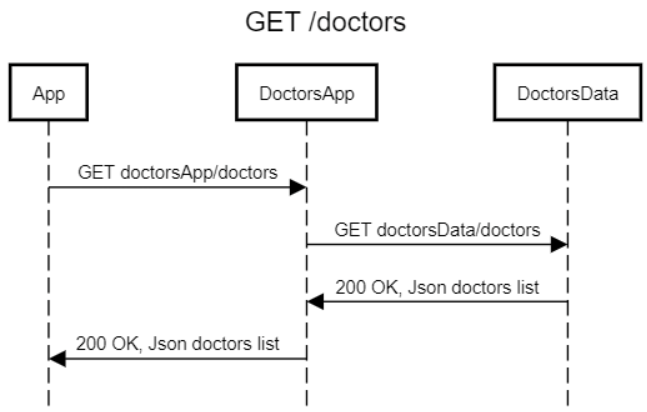 GET /doctors
App
DoctorsApp
DoctorsData
GET doctorsApp/doctors
GET doctorsData/doctors
200 OK, Json doctors list
200 OK, Json doctors list